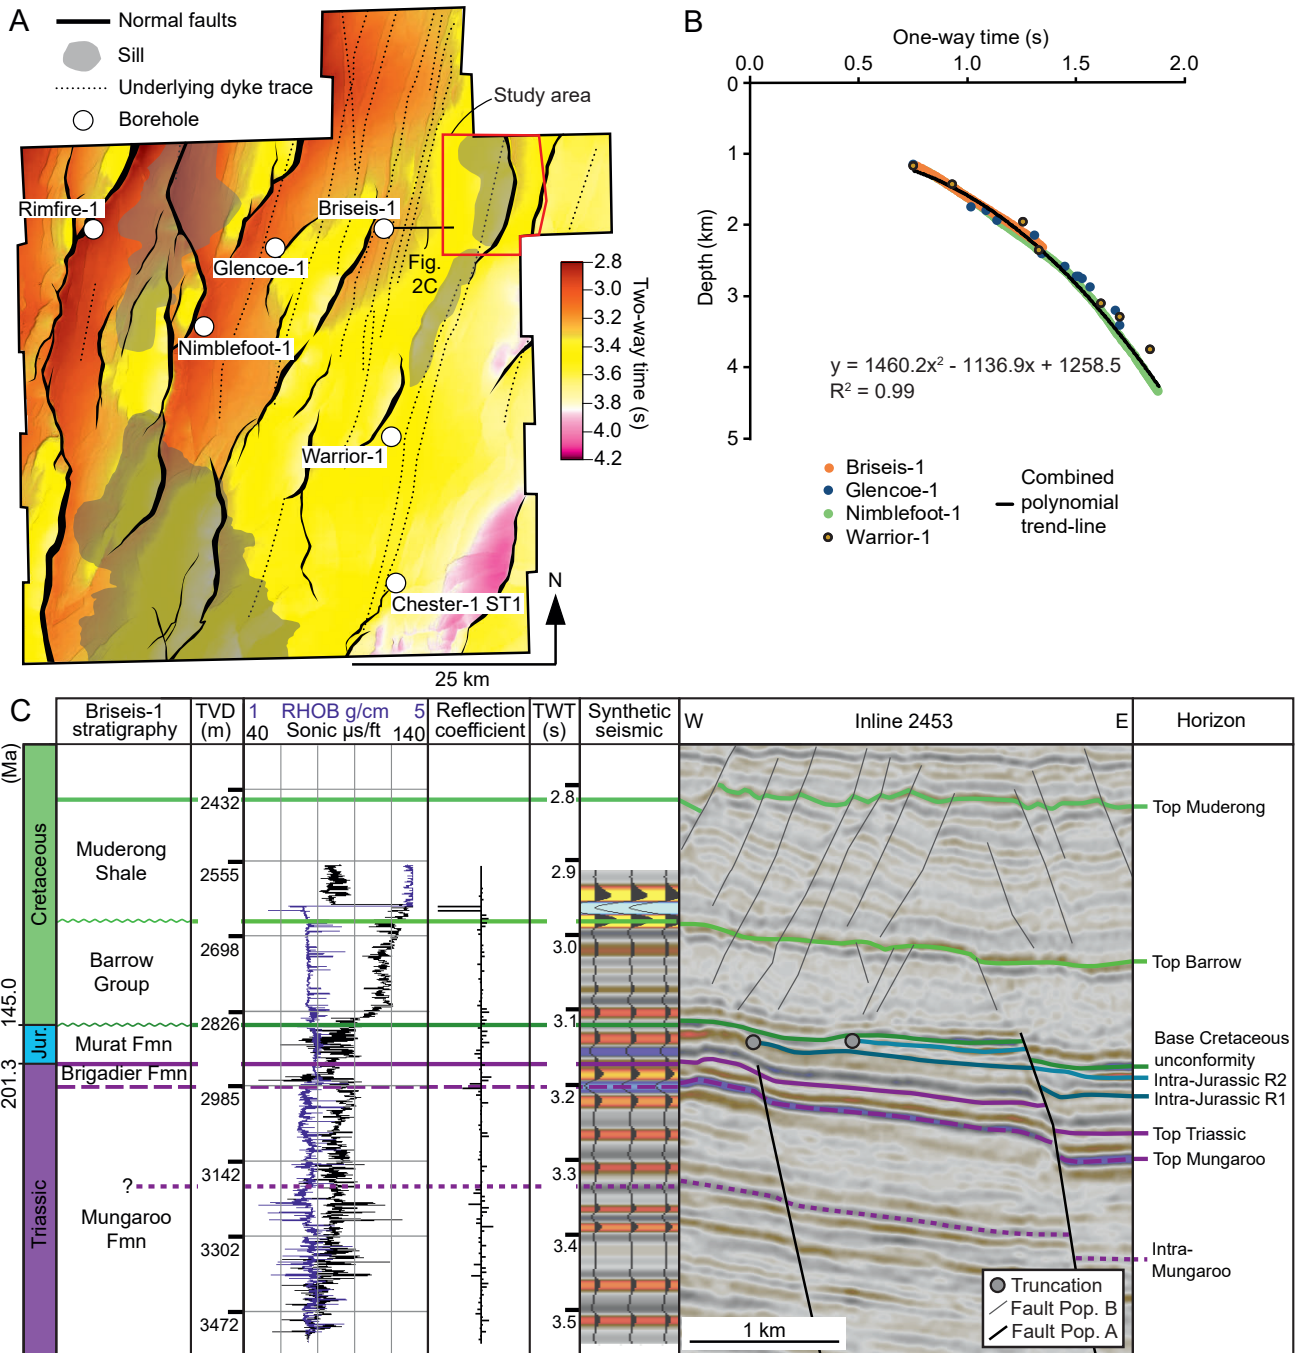 A
Normal faults
Sill
Underlying dyke trace
Borehole
Study area
Rimfire-1
Briseis-1
Glencoe-1
Fig.
2C
Nimblefoot-1
Warrior-1
Chester-1 ST1
-2.8
-3.0
-3.2
-3.4
-3.6
-3.8
-4.0
-4.2
Two-way time (s)
N
25 km
B
One-way time (s)
0.0 0.5 1.0 1.5 2.0
0
1
2
3
4
5
Depth (km)
y = 1460.2x² - 1136.9x + 1258.5
R² = 0.99
Briseis-1
Glencoe-1
Nimblefoot-1
Warrior-1
Combined
polynomial
trend-line
C
(Ma)
Briseis-1
stratigraphy
TVD
(m)
1 RHOB g/cm 5
40 Sonic µs/ft 140
Reflection
coefficient
TWT
(s)
Synthetic
seismic
W Inline 2453 E
Horizon
Cretaceous
145.0
Jur.
201.3
Triassic
Muderong
Shale
Barrow
Group
Murat Fmn
Brigadier Fmn
?
Mungaroo
Fmn
2432
2555
2698
2826
2985
3142
3302
3472
2.8
2.9
3.0
3.1
3.2
3.3
3.4
3.5
Top Muderong
Top Barrow
Base Cretaceous
unconformity
Intra-Jurassic R2
Intra-Jurassic R1
Top Triassic
Top Mungaroo
Intra-
Mungaroo
Truncation
Fault Pop. B
Fault Pop. A
1 km